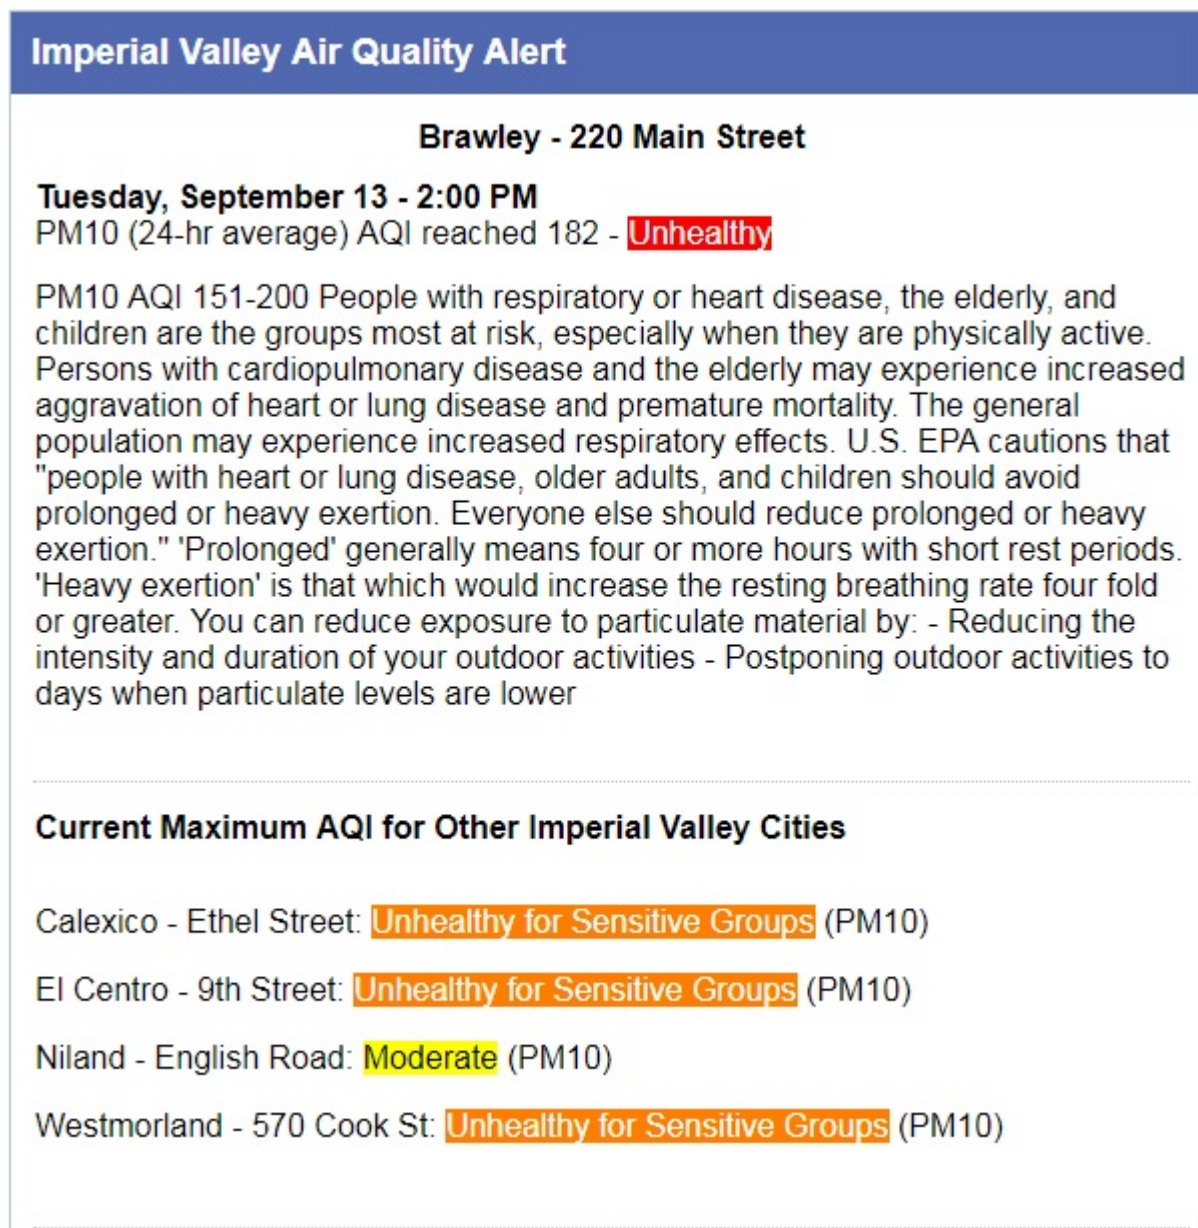 Imperial Valley Air Quality Alert
Brawley - 220 Main Street
Tuesday, September 13 - 2:00 PM
PM10 (24-hr average) AQI reached 182 - Unhealthy
PM10 AQI 151-200 People with respiratory or heart disease, the elderly, and
children are the groups most at risk, especially when they are physically active.
Persons with cardiopulmonary disease and the elderly may experience increased
aggravation of heart or lung disease and premature mortality. The general
population may experience increased respiratory effects. U.S. EPA cautions that
"people with heart or lung disease, older adults, and children should avoid
prolonged or heavy exertion. Everyone else should reduce prolonged or heavy
exertion." 'Prolonged' generally means four or more hours with short rest periods.
'Heavy exertion' is that which would increase the resting breathing rate four fold
or greater. You can reduce exposure to particulate material by: - Reducing the
intensity and duration of your outdoor activities - Postponing outdoor activities to
days when particulate levels are lower
Current Maximum AQI for Other Imperial Valley Cities
Calexico - Ethel Street: Unhealthy for Sensitive Groups (PM10)
El Centro - 9th Street: Unhealthy for Sensitive Groups (PM10)
Niland - English Road: Moderate (PM10)
Westmorland - 570 Cook St: Unhealthy for Sensitive Groups (PM10)